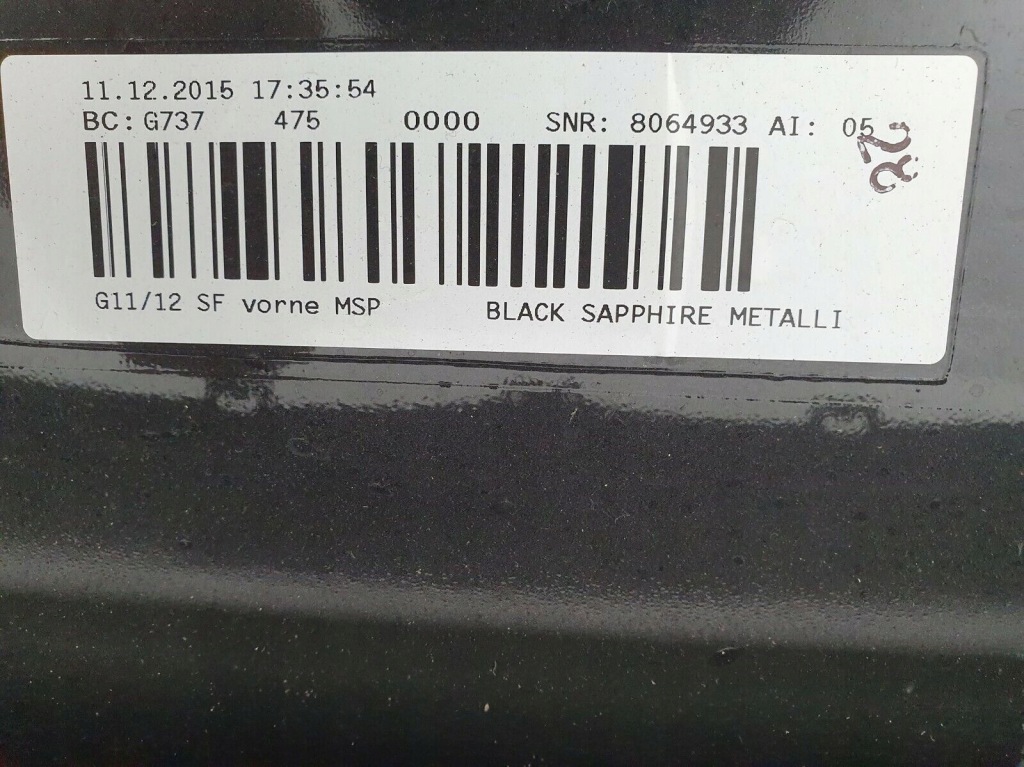 11.12.2015 17:35:54
BC: G737 475 0000 SNR: 8064933 AI: 05
G11/12 SF vorne MSP BLACK SAPPHIRE METALLI